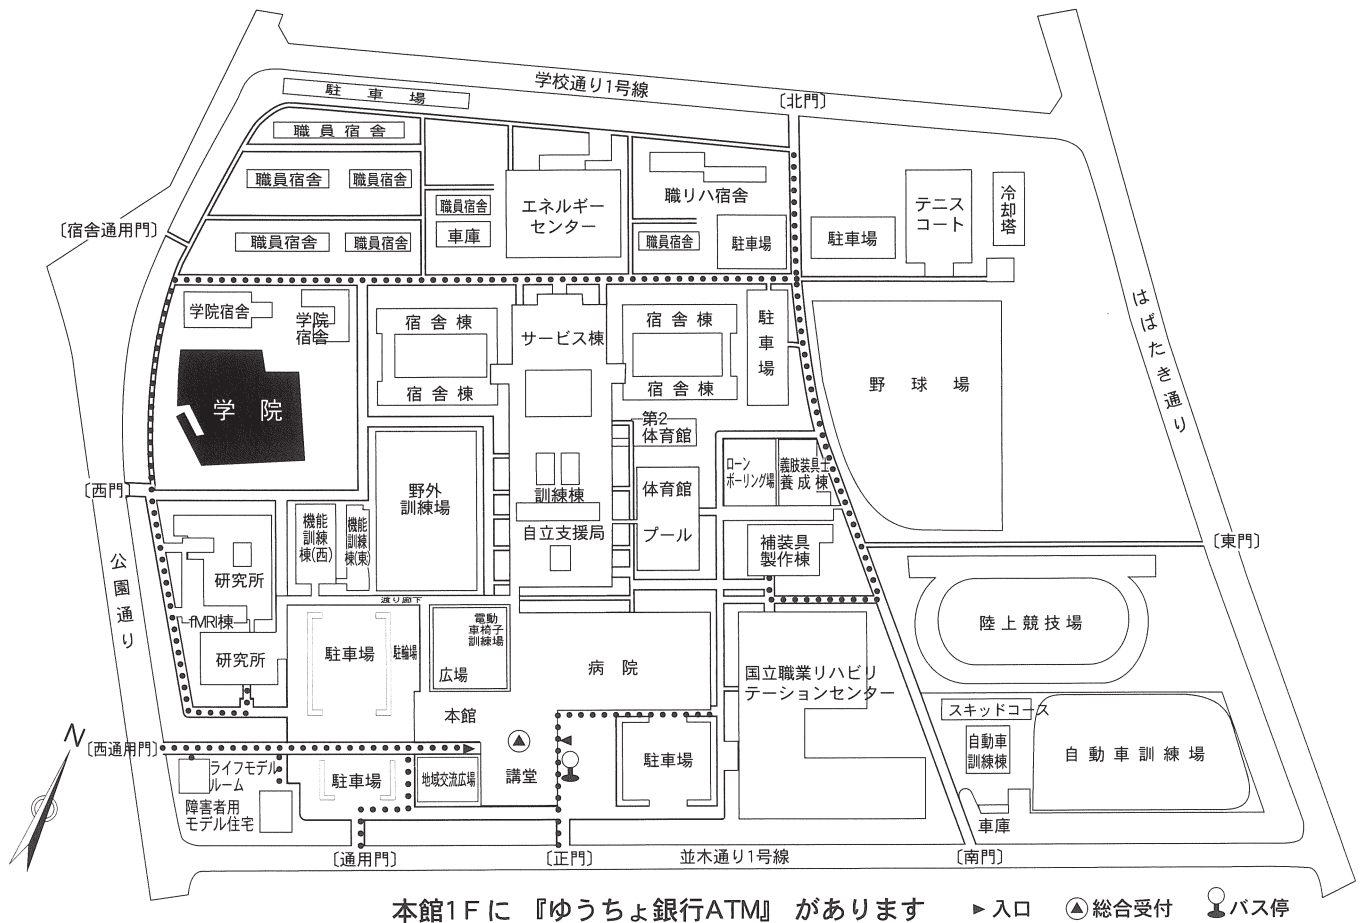 学校通り1号線
〔北門〕
駐車場
職員宿舎
職員宿舎
職員宿舎
職員宿舎
職員宿舎
職員宿舎
車庫
エネルギー
センター
職リハ宿舎
職員宿舎
駐車場
駐車場
テニス
コート
冷却塔
〔宿舎通用門〕
職員宿舎
学院宿舎
学院
宿舎
宿舎棟
宿舎棟
サービス棟
宿舎棟
宿舎棟
駐車場
野球場
はばたき通り
学院
第2
体育館
〔西門〕
野外
訓練場
訓練棟
自立支援局
体育館
プール
ローン
ボーリング場
義肢装具士
養成棟
補装具
製作棟
〔東門〕
公園通り
機能
訓練
棟(西)
機能
訓練
棟(東)
研究所
fMRI棟
研究所
渡り廊下
駐車場
駐輪場
電動
車椅子
訓練場
広場
病院
国立職業リハビリ
テーションセンター
陸上競技場
スキッドコース
自動車
訓練棟
自動車訓練場
車庫
本館
講堂
駐車場
N
〔西通用門〕
ライフモデル
ルーム
障害者用
モデル住宅
駐車場
地域交流広場
〔通用門〕
〔正門〕
並木通り1号線
〔南門〕
本館1Fに『ゆうちょ銀行ATM』があります
入口
総合受付
バス停